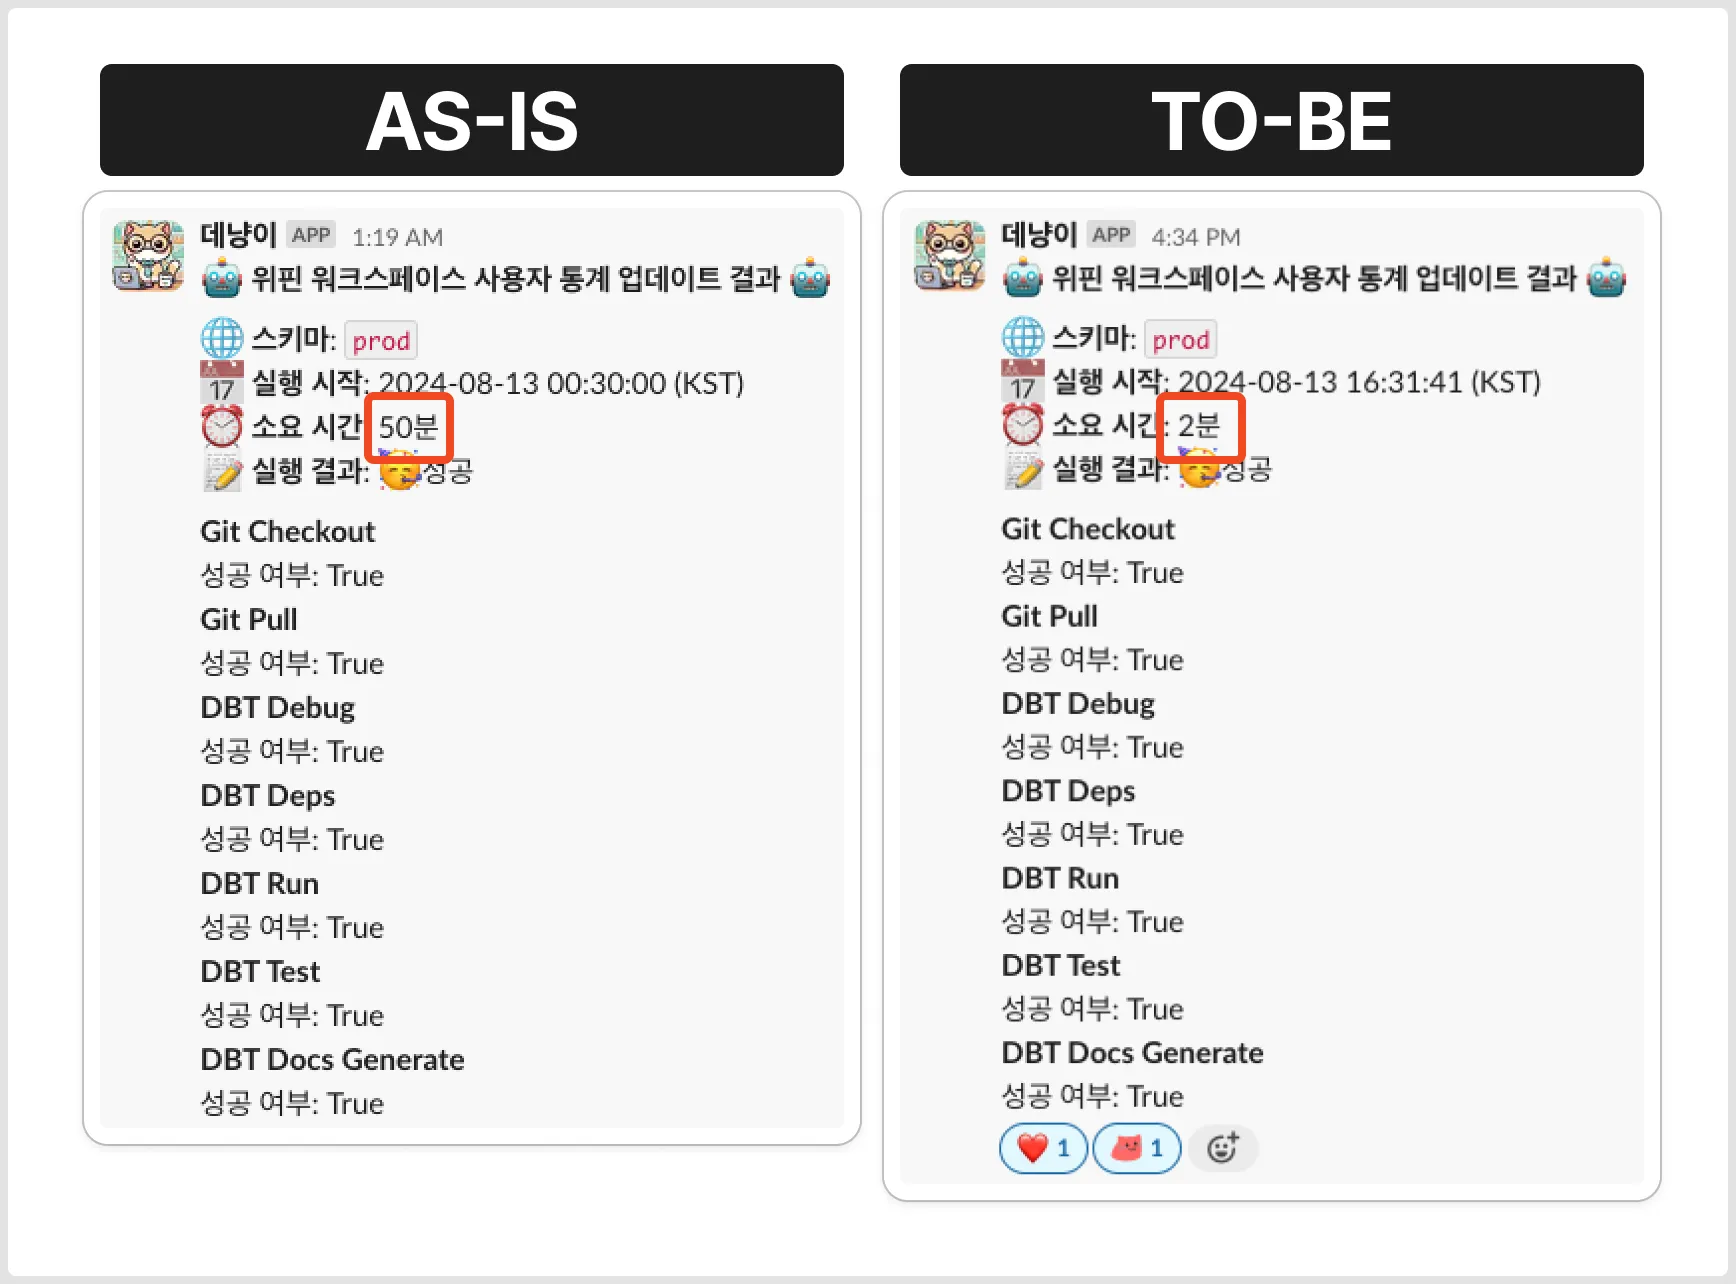 AS-IS
데냥이 APP 1:19 AM
위핀 워크스페이스 사용자 통계 업데이트 결과
스키마: prod
17 실행 시작: 2024-08-13 00:30:00 (KST)
소요 시간: 50분
실행 결과: 성공
Git Checkout
성공 여부: True
Git Pull
성공 여부: True
DBT Debug
성공 여부: True
DBT Deps
성공 여부: True
DBT Run
성공 여부: True
DBT Test
성공 여부: True
DBT Docs Generate
성공 여부: True
TO-BE
데냥이 APP 4:34 PM
위핀 워크스페이스 사용자 통계 업데이트 결과
스키마: prod
17 실행 시작: 2024-08-13 16:31:41 (KST)
소요 시간: 2분
실행 결과: 성공
Git Checkout
성공 여부: True
Git Pull
성공 여부: True
DBT Debug
성공 여부: True
DBT Deps
성공 여부: True
DBT Run
성공 여부: True
DBT Test
성공 여부: True
DBT Docs Generate
성공 여부: True
1 1